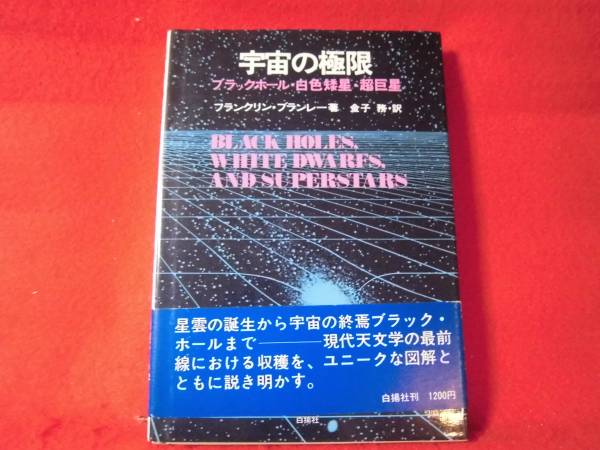 宇宙の極限
ブラックホール・白色矮星・超巨星
フランクリン・ブランレー著 金子 務・訳
BLACK HOLES,
WHITE DWARFS,
AND SUPERSTARS
星雲の誕生から宇宙の終焉ブラック・
ホールまで───現代天文学の最前
線における収穫を、ユニークな図解と
ともに説き明かす。
白揚社刊 1200円
白揚社